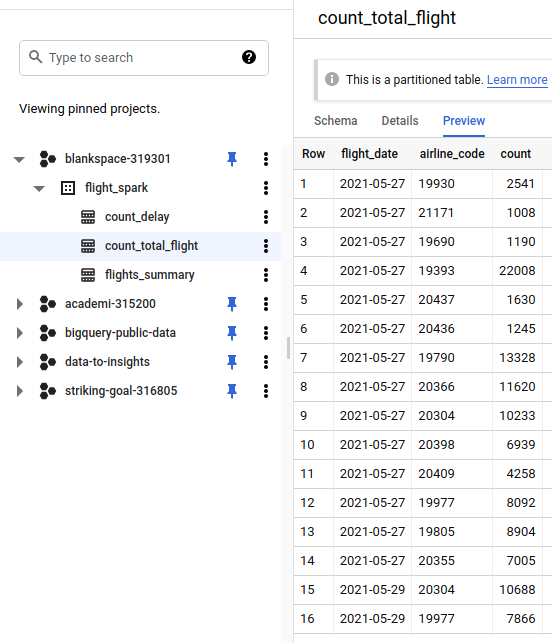 Type to search
Viewing pinned projects.
blankspace-319301
flight_spark
count_delay
count_total_flight
flights_summary
academi-315200
bigquery-public-data
data-to-insights
striking-goal-316805
count_total_flight
This is a partitioned table. Learn more
Schema Details Preview
Row flight_date airline_code count
1 2021-05-27 19930 2541
2 2021-05-27 21171 1008
3 2021-05-27 19690 1190
4 2021-05-27 19393 22008
5 2021-05-27 20437 1630
6 2021-05-27 20436 1245
7 2021-05-27 19790 13328
8 2021-05-27 20366 11620
9 2021-05-27 20304 10233
10 2021-05-27 20398 6939
11 2021-05-27 20409 4258
12 2021-05-27 19977 8092
13 2021-05-27 19805 8904
14 2021-05-27 20355 7005
15 2021-05-29 20304 10688
16 2021-05-29 19977 7866